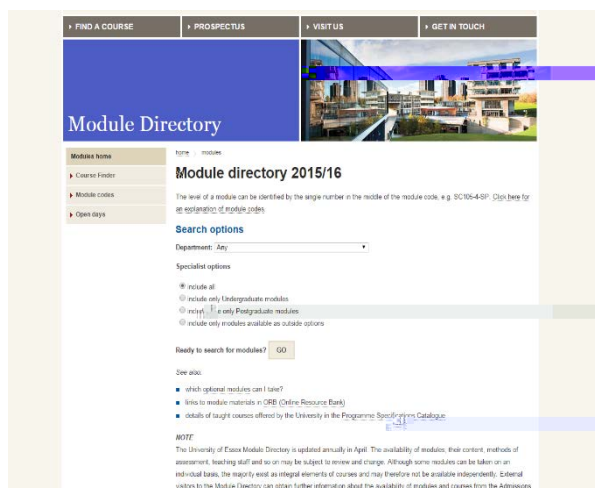 FIND A COURSE
PROSPECTUS
VISIT US
GET IN TOUCH
Module Directory
Modules home
Course Finder
Module codes
Open days
home modules
Module directory 2015/16
The level of a module can be identified by the single number in the middle of the module code, e.g. SC105-4-SP. Click here for
an explanation of module codes.
Search options
Department: Any
Specialist options
include all
include only Undergraduate modules
only Postgraduate modules
include only modules available as outside options
Ready to search for modules? GO
See also:
which optional modules can I take?
links to module materials in ORB (Online Resource Bank)
details of taught courses offered by the University in the Programme Specifications Catalogue
NOTE
The University of Essex Module Directory is updated annually in April. The availability of modules, their content, methods of
assessment, teaching staff and so on may be subject to review and change. Although some modules can be taken on an
individual basis, the majority exist as integral elements of courses and may therefore not be available independently. External
visitors to the Module Directory can obtain further information about the availability of modules and courses from the Admissions